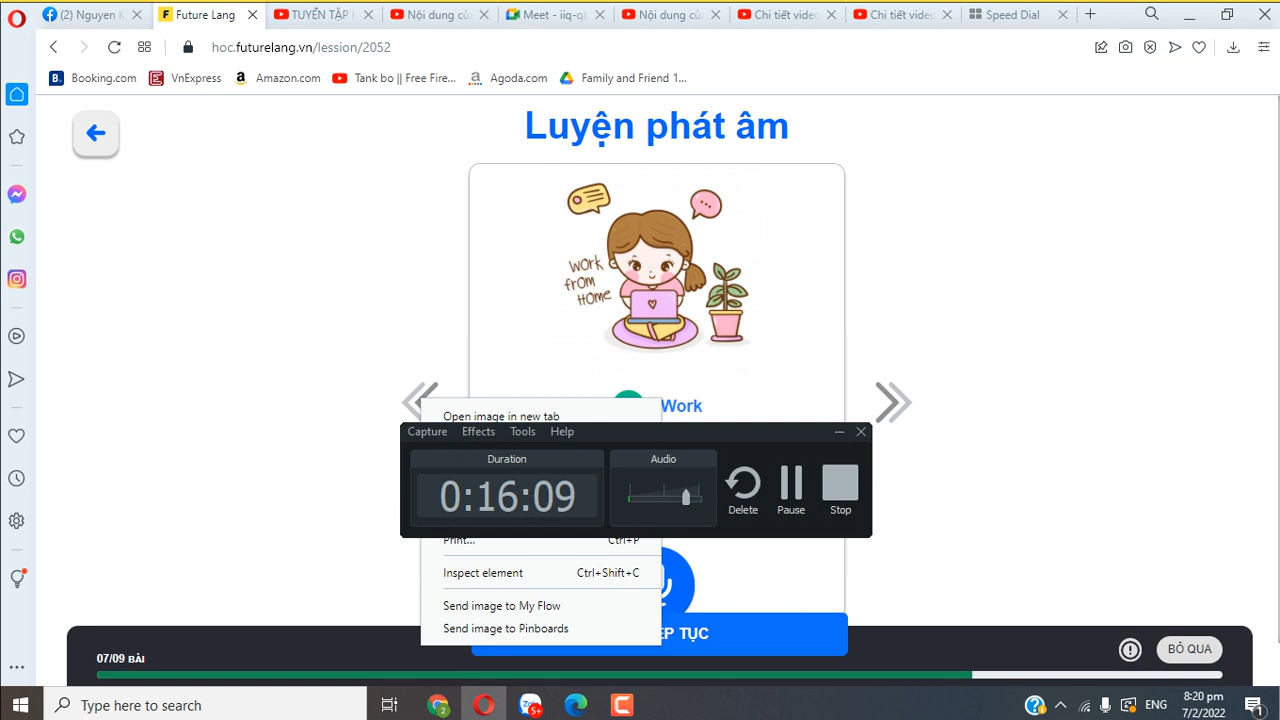 (2) Nguyen K
Future Lang
TUYỂN TẬP
Nội dung củ
Meet - iiq-q
Nội dung củ
Chi tiết video
Chi tiết video
Speed Dial
hoc.futurelang.vn/lession/2052
Booking.com
VnExpress
Amazon.com
Tank bo || Free Fire...
Agoda.com
Family and Friend 1...
Luyện phát âm
WORK
FROM
HOME
Work
Open image in new tab
Capture
Effects
Tools
Help
Duration
Audio
0:16:09
Delete
Pause
Stop
Print...
Ctrl+P
Inspect element
Ctrl+Shift+C
Send image to My Flow
Send image to Pinboards
ẾP TỤC
07/09 BÀI
BỎ QUA
Type here to search
ENG
8:20 pm
7/2/2022